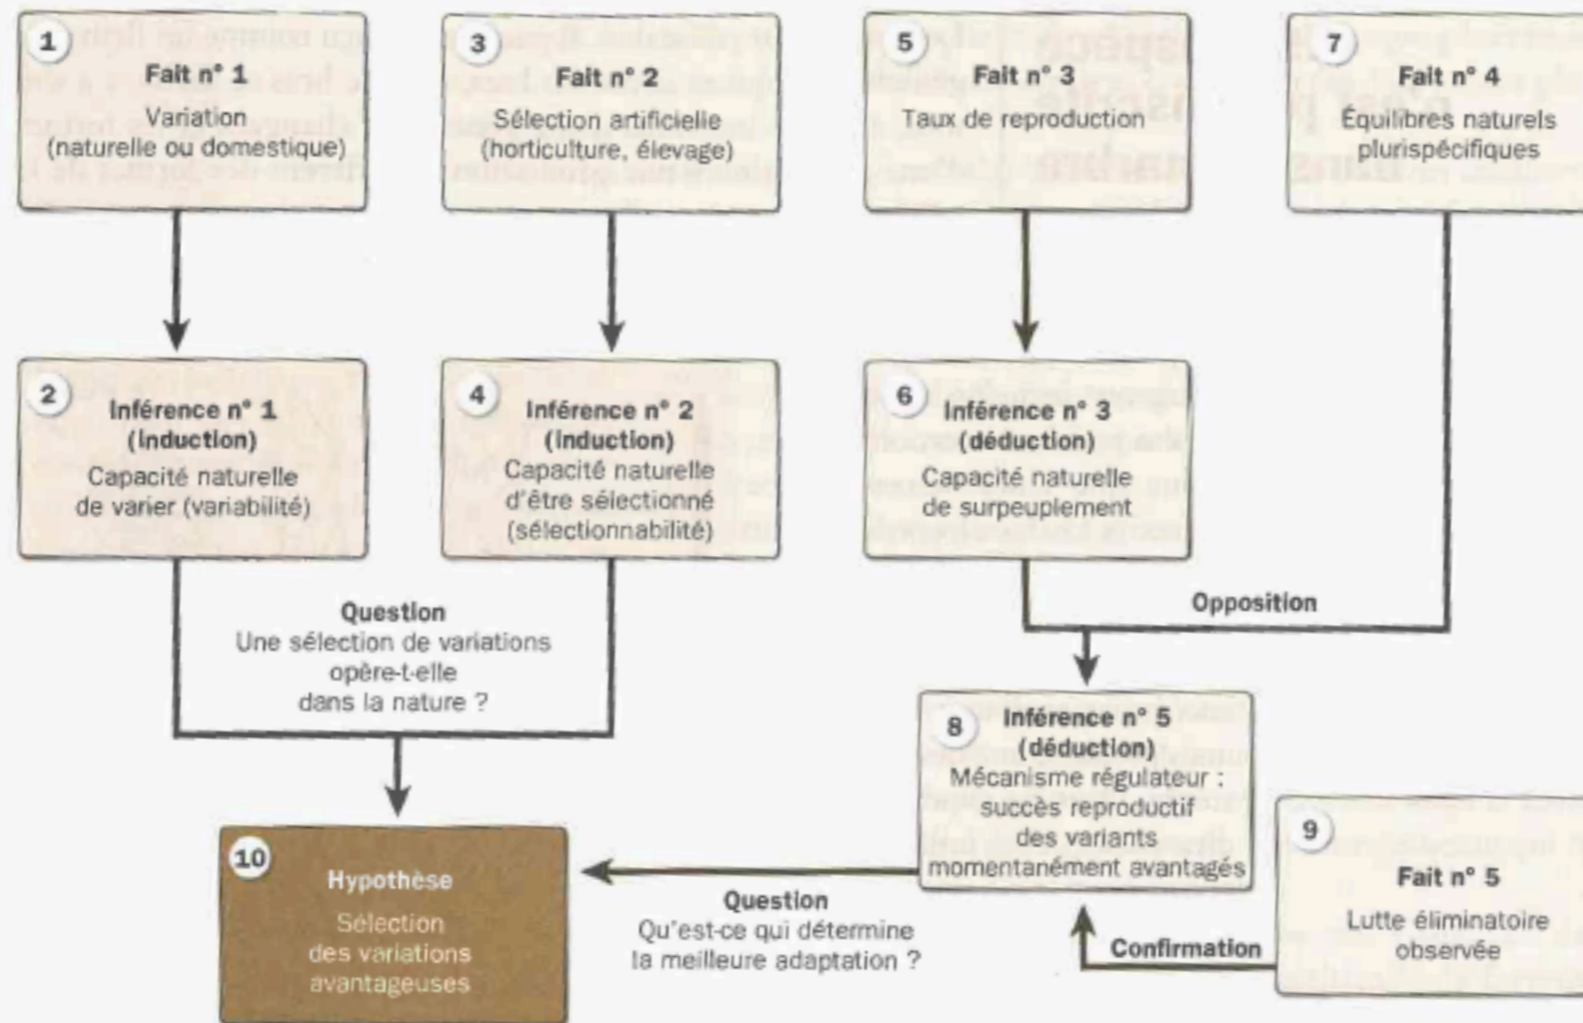 1
Fait n° 1
Variation
(naturelle ou domestique)
3
Fait n° 2
Sélection artificielle
(horticulture, élevage)
5
Fait n° 3
Taux de reproduction
7
Fait n° 4
Équilibres naturels
plurispécifiques
2
Inférence n° 1
(induction)
Capacité naturelle
de varier (variabilité)
4
Inférence n° 2
(induction)
Capacité naturelle
d'être sélectionné
(sélectionnabilité)
6
Inférence n° 3
(déduction)
Capacité naturelle
de surpeuplement
Question
Une sélection de variations
opère-t-elle
dans la nature ?
Opposition
8
Inférence n° 5
(déduction)
Mécanisme régulateur :
succès reproductif
des variants
momentanément avantagés
9
Fait n° 5
Lutte éliminatoire
observée
Confirmation
10
Hypothèse
Sélection
des variations
avantageuses
Question
Qu'est-ce qui détermine
la meilleure adaptation ?